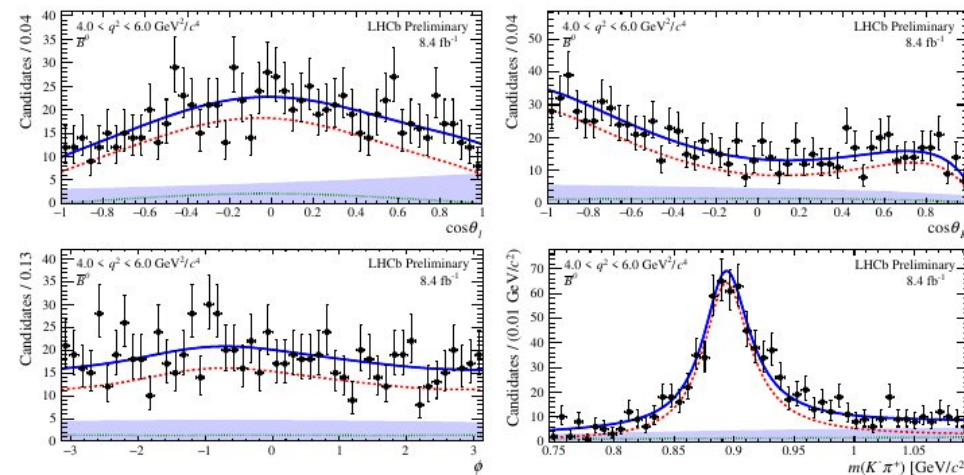 4.0 < q² < 6.0 GeV²/c⁴
B̅⁰
LHCb Preliminary
8.4 fb⁻¹
Candidates / 0.04
40
35
30
25
20
15
10
5
0
−1 −0.8 −0.6 −0.4 −0.2 0 0.2 0.4 0.6 0.8 1
cosθ_l
4.0 < q² < 6.0 GeV²/c⁴
B̅⁰
LHCb Preliminary
8.4 fb⁻¹
Candidates / 0.04
50
40
30
20
10
0
−1 −0.8 −0.6 −0.4 −0.2 0 0.2 0.4 0.6 0.8
cosθ
4.0 < q² < 6.0 GeV²/c⁴
B̅⁰
LHCb Preliminary
8.4 fb⁻¹
Candidates / 0.13
40
35
30
25
20
15
10
5
0
−3 −2 −1 0 1 2 3
ϕ
4.0 < q² < 6.0 GeV²/c⁴
B̅⁰
LHCb Preliminary
8.4 fb⁻¹
Candidates / (0.01 GeV/c²)
70
60
50
40
30
20
10
0
0.75 0.8 0.85 0.9 0.95 1 1.05
m(K⁻π⁺) [GeV/c²